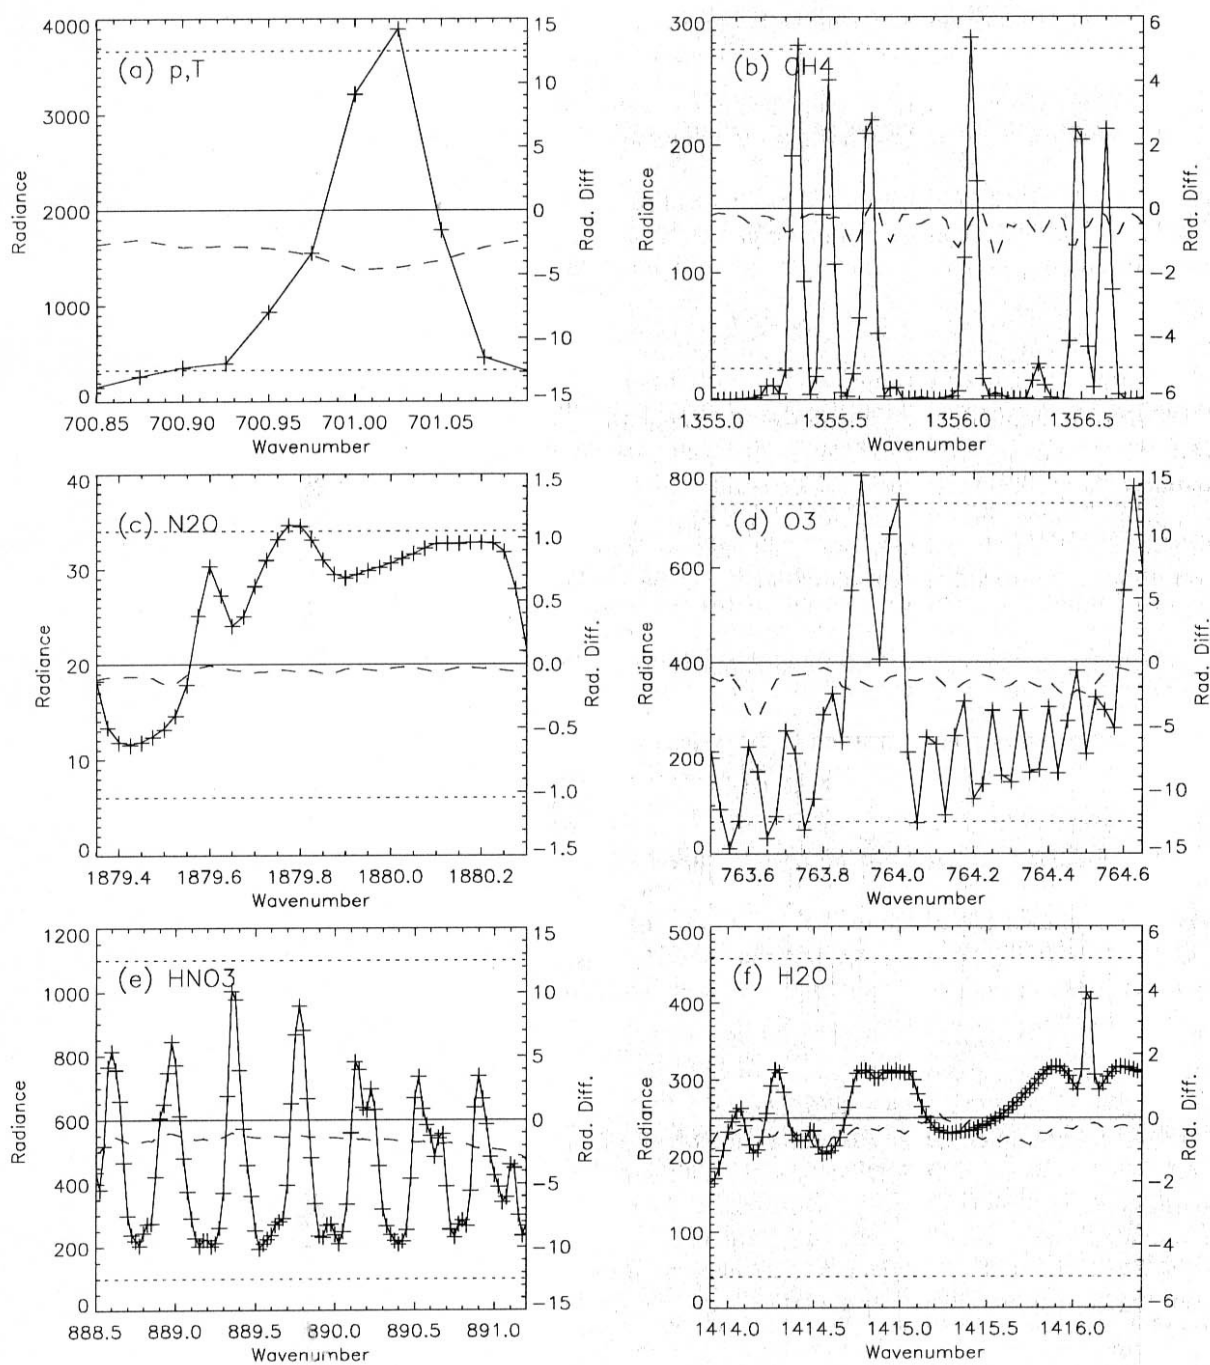 (a) p,T
4000
3000
2000
1000
0
15
10
5
0
−5
−10
−15
700.85 700.90 700.95 701.00 701.05
Wavenumber
Radiance
Rad. Diff
(b) CH4
300
200
100
0
6
4
2
0
−2
−4
−6
1355.0 1355.5 1356.0 1356.5
Wavenumber
Radiance
Rad. Diff.
(c) N2O
40
30
20
10
0
1.5
1.0
0.5
0.0
−0.5
−1.0
−1.5
1879.4 1879.6 1879.8 1880.0 1880.2
Wavenumber
Radiance
Rad. Diff.
(d) O3
800
600
400
200
0
15
10
5
0
−5
−10
−15
763.6 763.8 764.0 764.2 764.4 764.6
Wavenumber
Radiance
Rad. Diff.
(e) HNO3
1200
1000
800
600
400
200
0
15
10
5
0
−5
−10
−15
888.5 889.0 889.5 890.0 890.5 891.0
Wavenumber
Radiance
Rad. Diff.
(f) H2O
500
400
300
200
100
0
6
4
2
0
−2
−4
−6
1414.0 1414.5 1415.0 1415.5 1416.0
Wavenumber
Radiance
Rad. Diff.